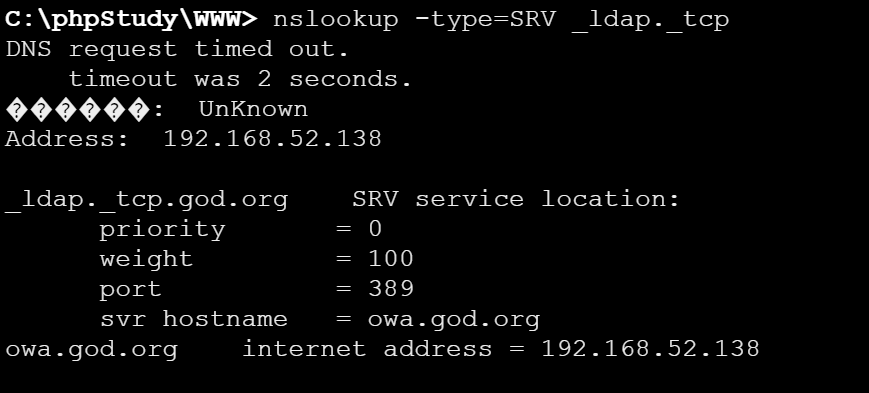 C:\phpStudy\WWW> nslookup -type=SRV _ldap._tcp
DNS request timed out.
    timeout was 2 seconds.
������:  UnKnown
Address:  192.168.52.138

_ldap._tcp.god.org    SRV service location:
      priority       = 0
      weight         = 100
      port           = 389
      svr hostname   = owa.god.org
owa.god.org    internet address = 192.168.52.138